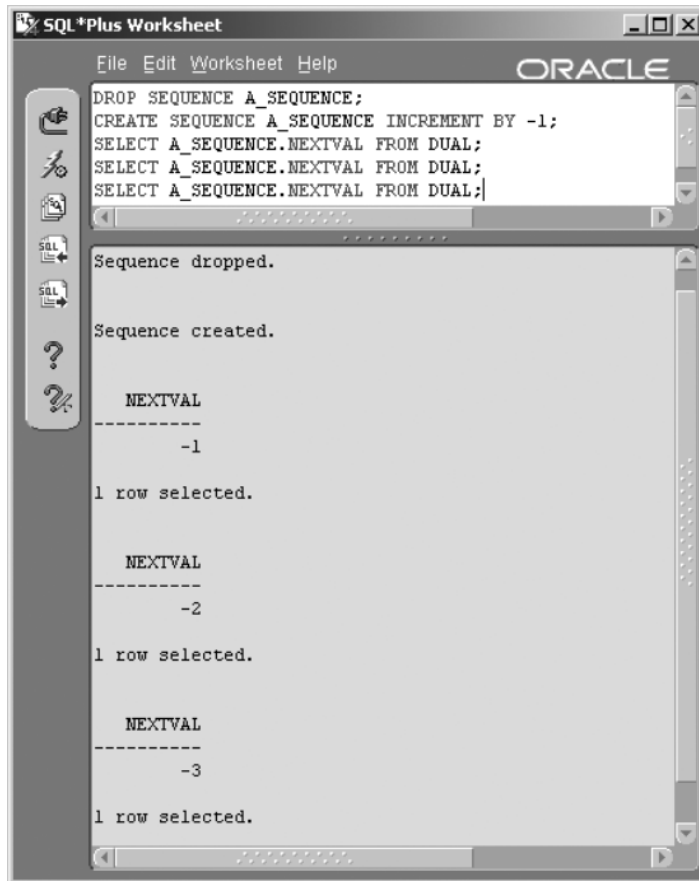 SQL*Plus Worksheet
File Edit Worksheet Help
ORACLE
DROP SEQUENCE A_SEQUENCE;
CREATE SEQUENCE A_SEQUENCE INCREMENT BY -1;
SELECT A_SEQUENCE.NEXTVAL FROM DUAL;
SELECT A_SEQUENCE.NEXTVAL FROM DUAL;
SELECT A_SEQUENCE.NEXTVAL FROM DUAL;
SQL
SQL
Sequence dropped.
Sequence created.
NEXTVAL
----------
-1
1 row selected.
NEXTVAL
----------
-2
1 row selected.
NEXTVAL
----------
-3
1 row selected.